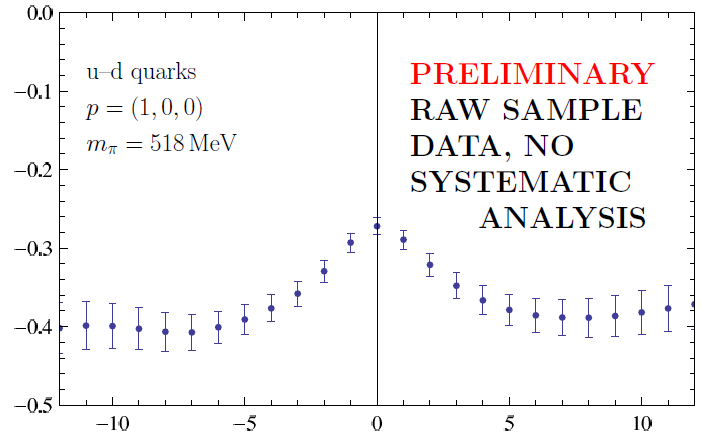 0.0
u–d quarks
PRELIMINARY
−0.1
p = (1, 0, 0)
RAW SAMPLE
m_π = 518 MeV
DATA, NO
−0.2
SYSTEMATIC
ANALYSIS
−0.3
−0.4
−0.5
−10 −5 0 5 10